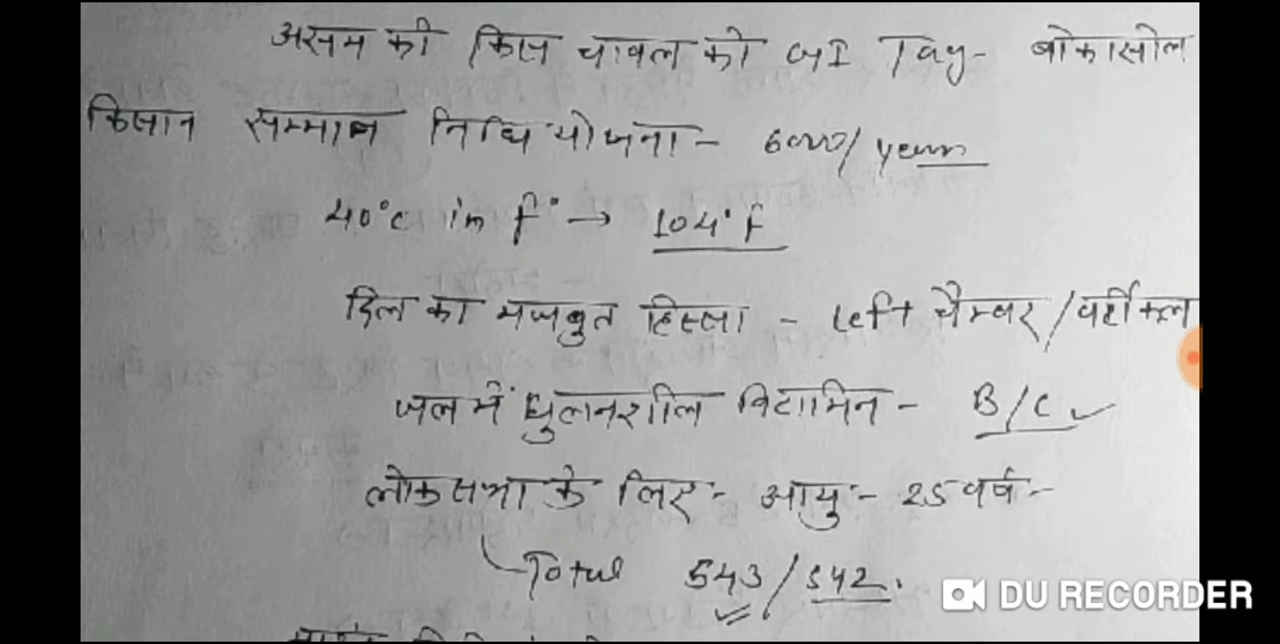 असम की किस चावल को GI Tag- बोकासोल
किसान सम्मान निधि योजना - 6000/year
40°C in F° → 104°F
दिल का मजबुत हिस्सा - Left चैम्बर/वर्टीकल
जल में घुलनशील विटामिन - B/C
लोकसभा के लिए - आयु - 25 वर्ष -
Total 543/542.
DU RECORDER